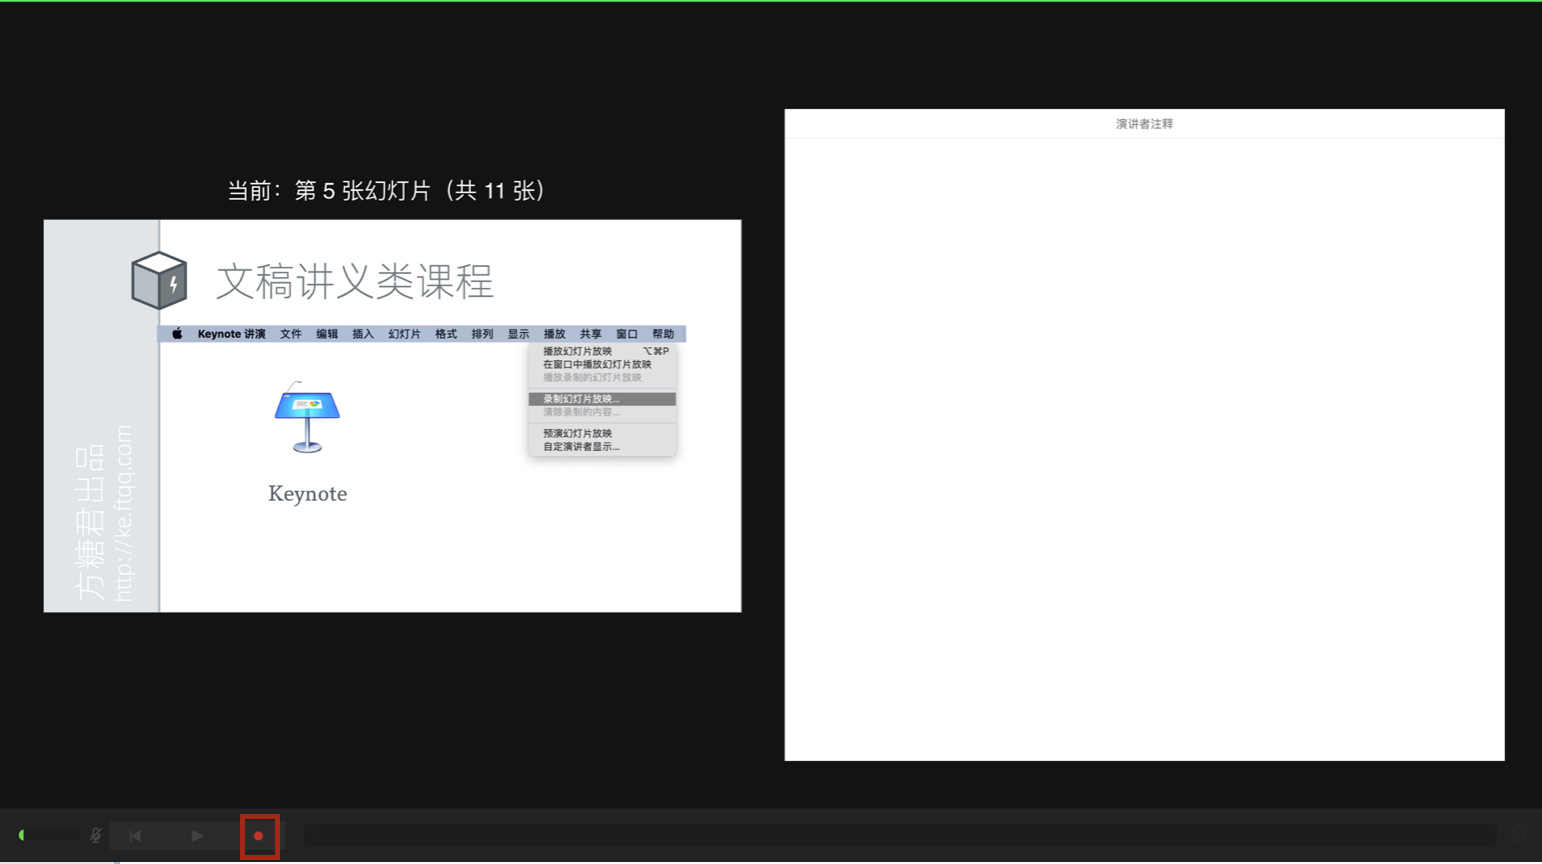 演讲者注释
当前：第 5 张幻灯片（共 11 张）
文稿讲义类课程
Keynote 讲演 文件 编辑 插入 幻灯片 格式 排列 显示 播放 共享 窗口 帮助
播放幻灯片放映 ⌥⌘P
在窗口中播放幻灯片放映
播放录制的幻灯片放映
录制幻灯片放映...
清除录制的内容...
预演幻灯片放映
自定演讲者显示...
Keynote
方糖君出品
http://ke.ftqq.com